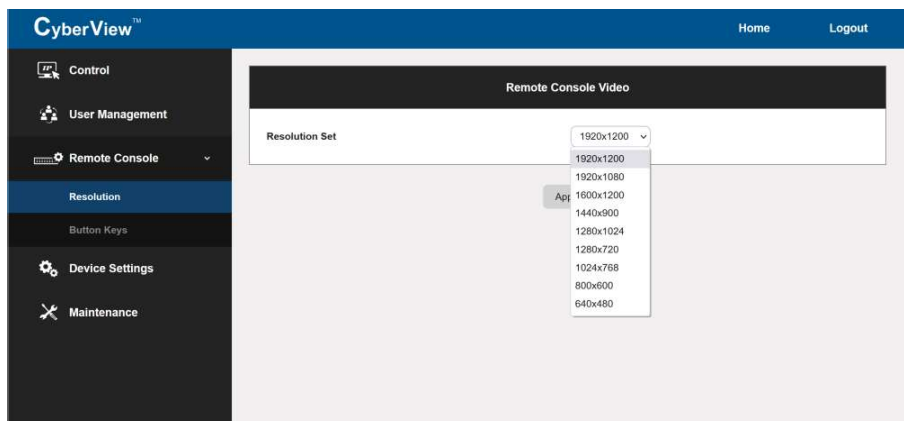 CyberView™
Home
Logout
Control
User Management
Remote Console
Resolution
Button Keys
Device Settings
Maintenance
Remote Console Video
Resolution Set
1920x1200
1920x1200
1920x1080
1600x1200
1440x900
1280x1024
1280x720
1024x768
800x600
640x480